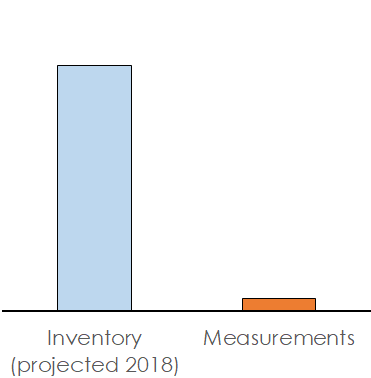 Inventory
(projected 2018)
Measurements